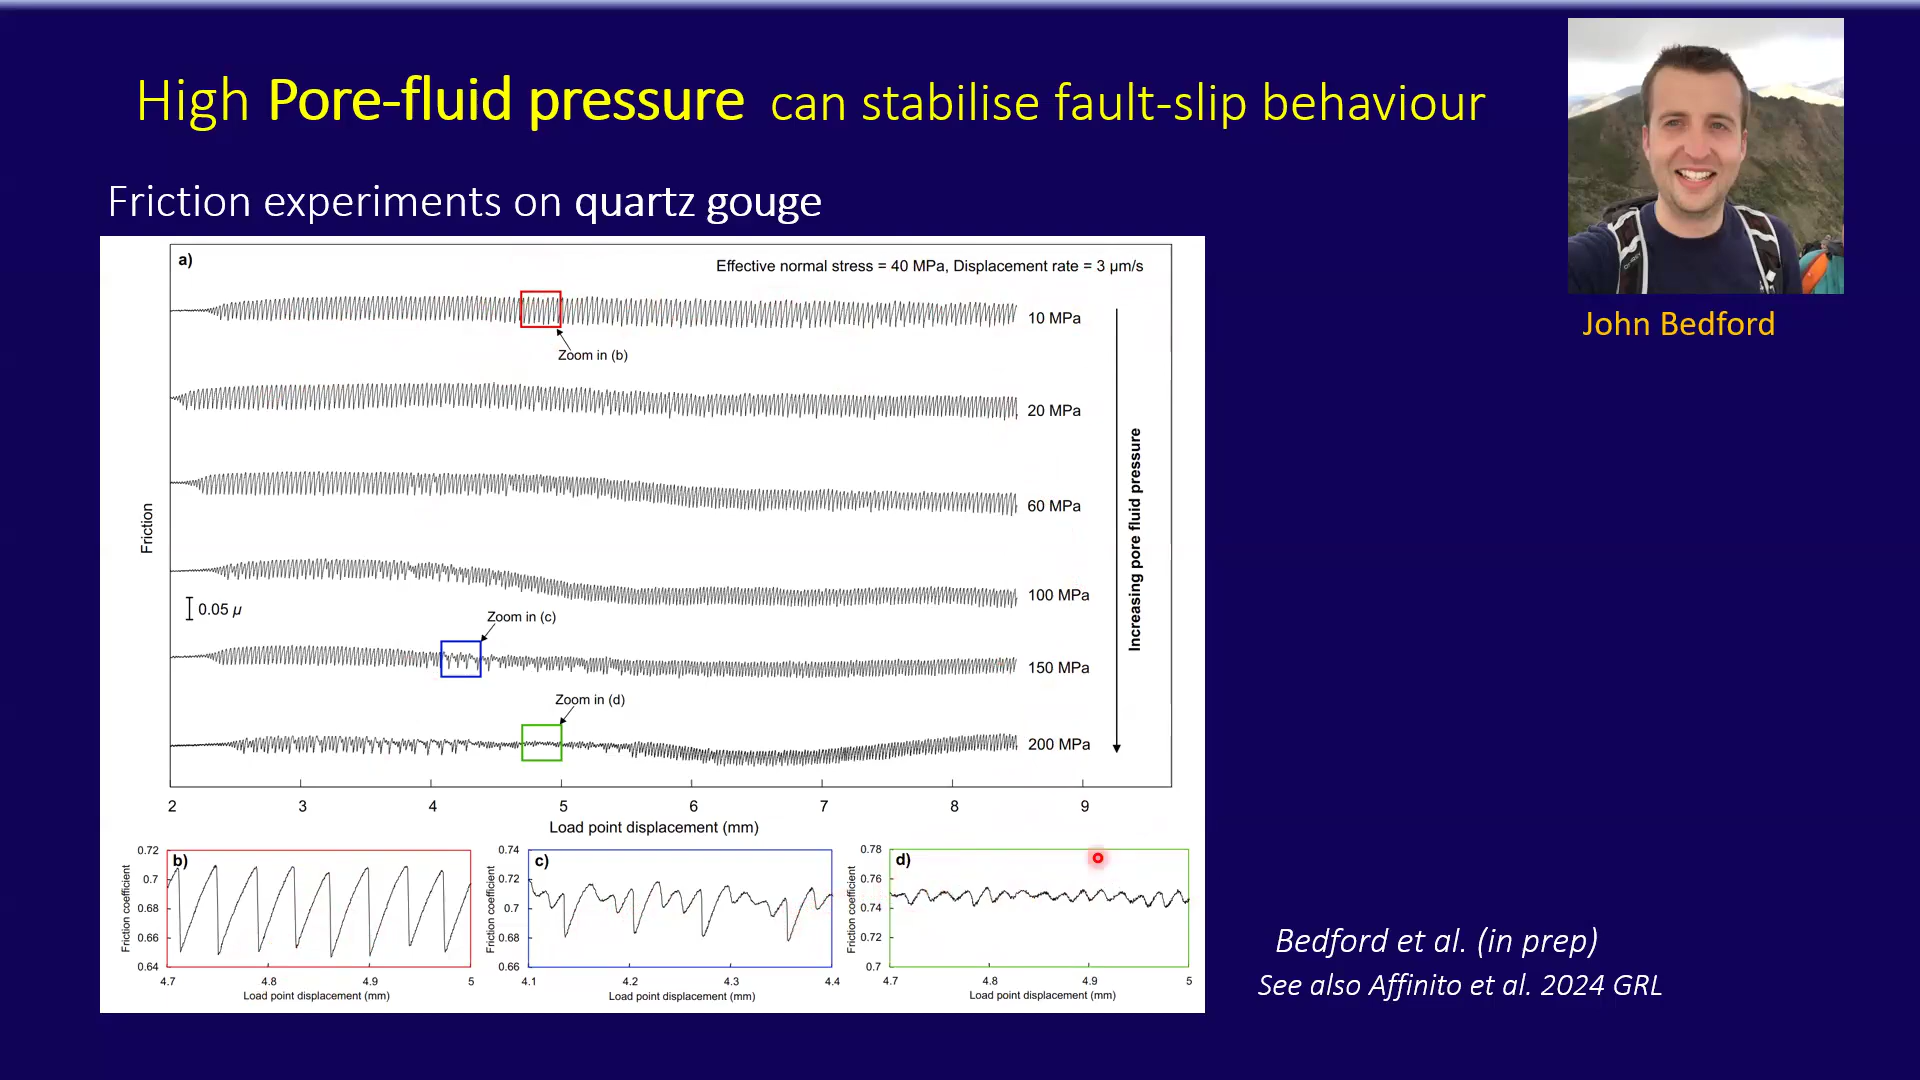 High Pore-fluid pressure can stabilise fault-slip behaviour
Friction experiments on quartz gouge
John Bedford
a)
Effective normal stress = 40 MPa, Displacement rate = 3 µm/s
10 MPa
Zoom in (b)
20 MPa
60 MPa
100 MPa
0.05 µ
Zoom in (c)
150 MPa
Zoom in (d)
200 MPa
Friction
Increasing pore fluid pressure
2 3 4 5 6 7 8 9
Load point displacement (mm)
b)
0.72
0.7
0.68
0.66
0.64
Friction coefficient
4.7 4.8 4.9 5
Load point displacement (mm)
c)
0.74
0.72
0.7
0.68
0.66
Friction coefficient
4.1 4.2 4.3 4.4
Load point displacement (mm)
d)
0.78
0.76
0.74
0.72
0.7
Friction coefficient
4.7 4.8 4.9 5
Load point displacement (mm)
Bedford et al. (in prep)
See also Affinito et al. 2024 GRL